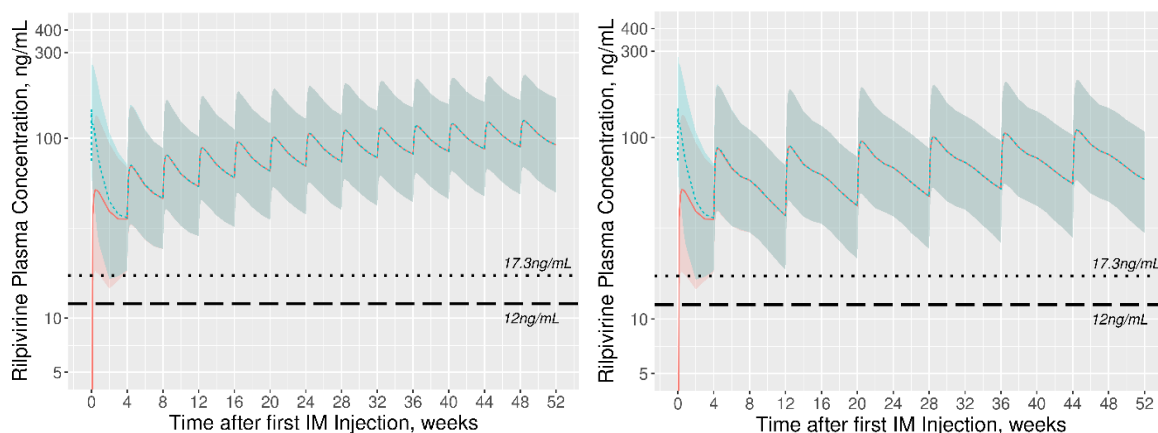 Rilpivirine Plasma Concentration, ng/mL
400
300
100
10
5
17.3ng/mL
12ng/mL
0 4 8 12 16 20 24 28 32 36 40 44 48 52
Time after first IM Injection, weeks
Rilpivirine Plasma Concentration, ng/mL
400
300
100
10
5
17.3ng/mL
12ng/mL
0 4 8 12 16 20 24 28 32 36 40 44 48 52
Time after first IM Injection, weeks